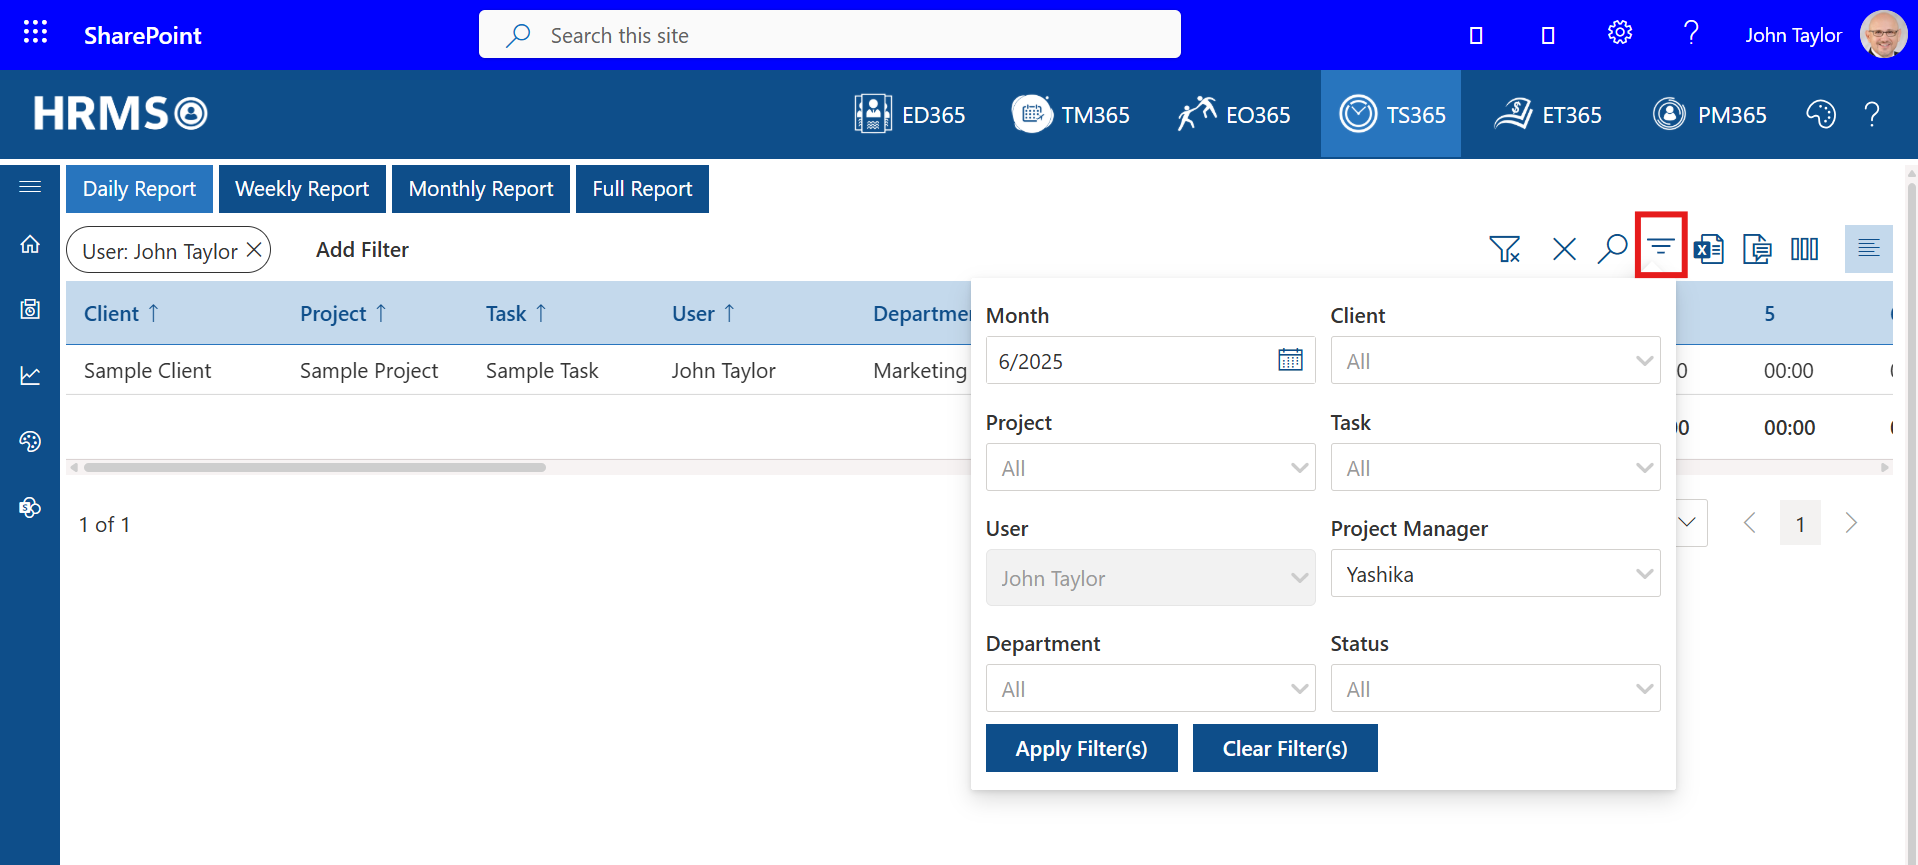 SharePoint
Search this site
?
John Taylor
HRMS
ED365
TM365
EO365
TS365
ET365
PM365
?
Daily Report
Weekly Report
Monthly Report
Full Report
User: John Taylor
Add Filter
Client ↑
Project ↑
Task ↑
User ↑
Departme
5
Sample Client
Sample Project
Sample Task
John Taylor
Marketing
0
00:00
00:00
1 of 1
1
Month
Client
6/2025
All
Project
Task
All
All
User
Project Manager
John Taylor
Yashika
Department
Status
All
All
Apply Filter(s)
Clear Filter(s)